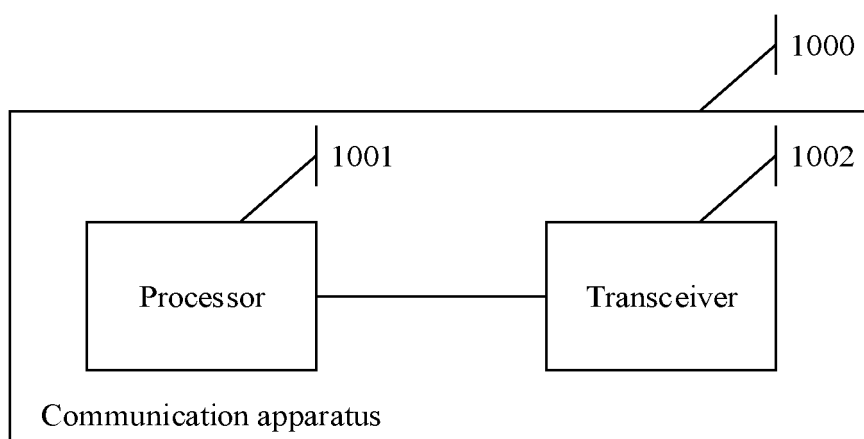 1000
1001
1002
Processor
Transceiver
Communication apparatus